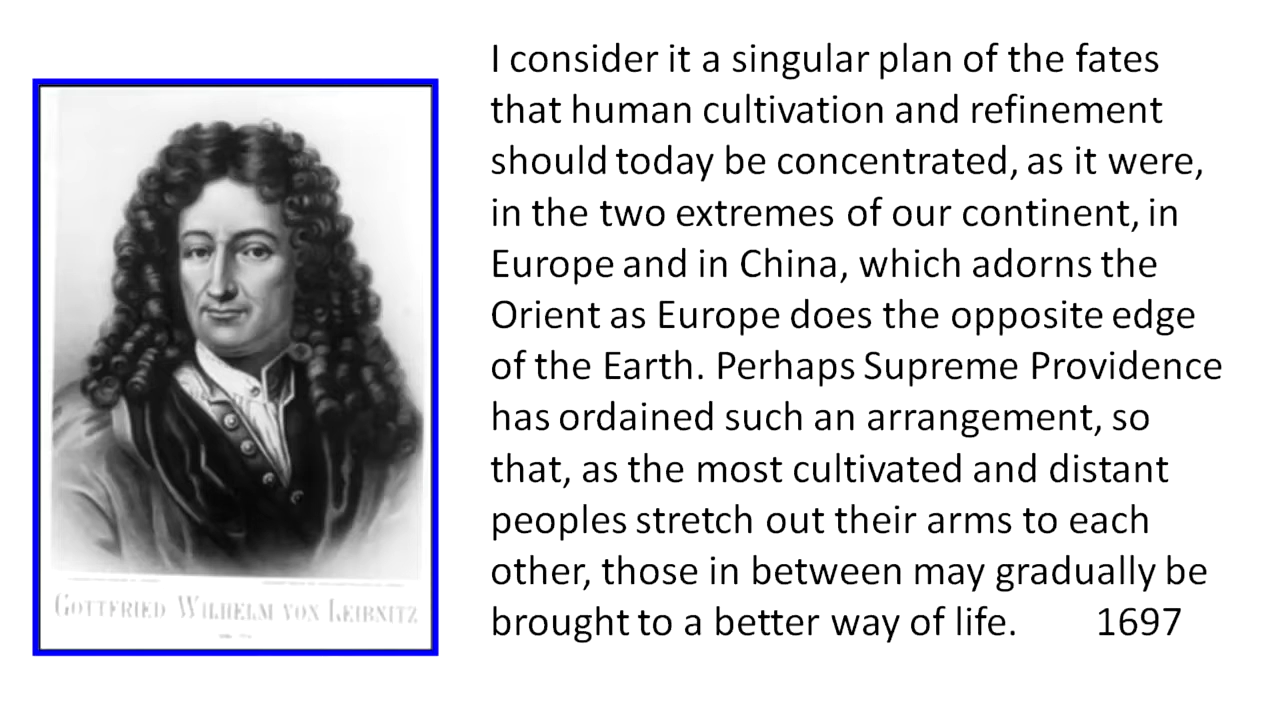 I consider it a singular plan of the fates
that human cultivation and refinement
should today be concentrated, as it were,
in the two extremes of our continent, in
Europe and in China, which adorns the
Orient as Europe does the opposite edge
of the Earth. Perhaps Supreme Providence
has ordained such an arrangement, so
that, as the most cultivated and distant
peoples stretch out their arms to each
other, those in between may gradually be
brought to a better way of life. 1697
GOTTFRIED WILHELM VON LEIBNITZ